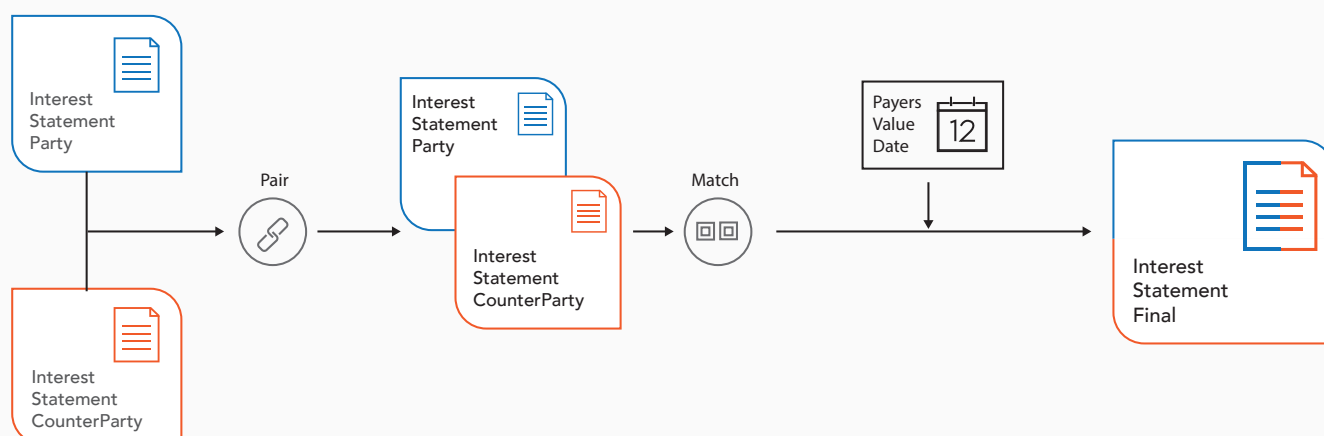 Interest
Statement
Party
Interest
Statement
CounterParty
Pair
Interest
Statement
Party
Interest
Statement
CounterParty
Match
Payers
Value
Date
12
Interest
Statement
Final